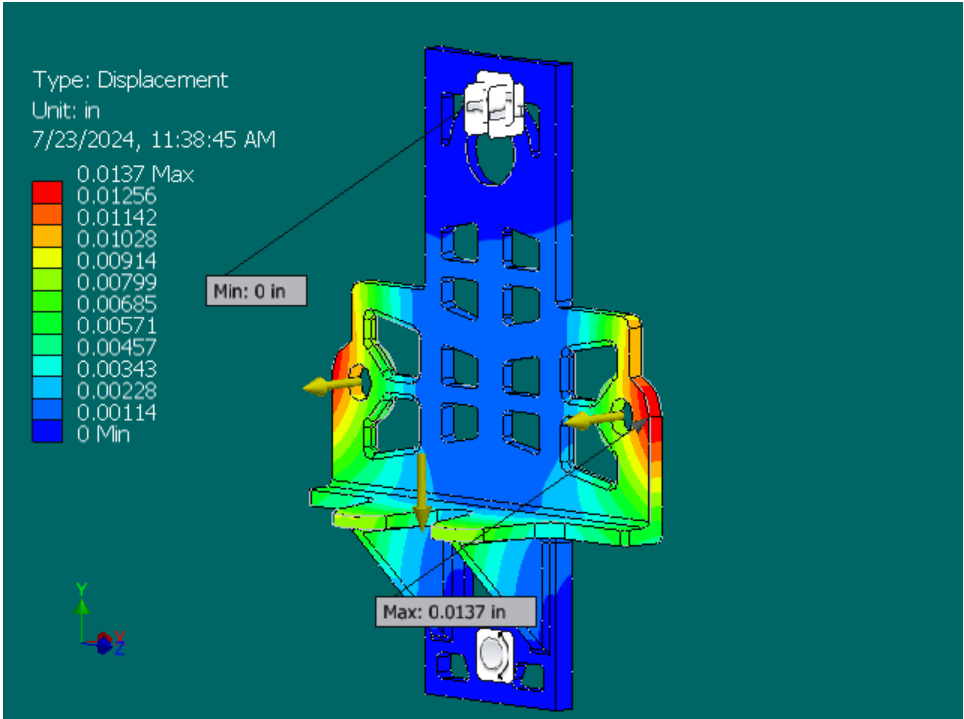 Type: Displacement
Unit: in
7/23/2024, 11:38:45 AM
0.0137 Max
0.01256
0.01142
0.01028
0.00914
0.00799
0.00685
0.00571
0.00457
0.00343
0.00228
0.00114
0 Min
Min: 0 in
Max: 0.0137 in
Y
X
Z